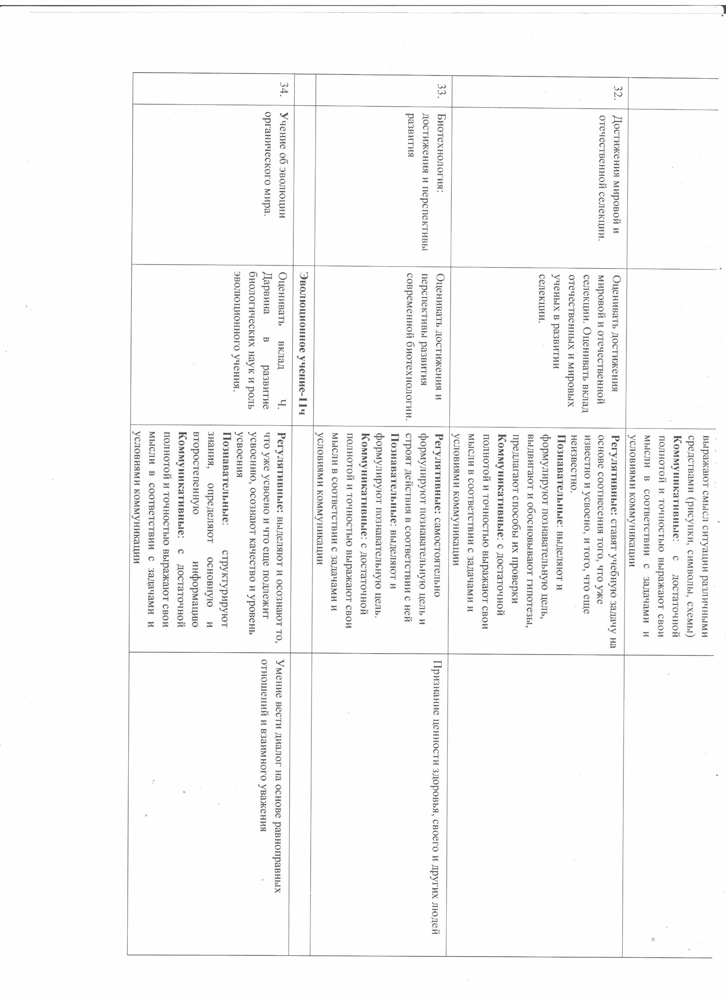 выражают смысл ситуации различными
средствами (рисунки, символы, схемы)
Коммуникативные: с достаточной
полнотой и точностью выражают свои
мысли в соответствии с задачами и
условиями коммуникации
32.
Достижения мировой и
отечественной селекции.
Оценивать достижения
мировой и отечественной
селекции. Оценивать вклад
отечественных и мировых
ученых в развитии
селекции.
Регулятивные: ставят учебную задачу на
основе соотнесения того, что уже
известно и усвоено, и того, что еще
неизвестно.
Познавательные: выделяют и
формулируют познавательную цель,
выдвигают и обосновывают гипотезы,
предлагают способы их проверки
Коммуникативные: с достаточной
полнотой и точностью выражают свои
мысли в соответствии с задачами и
условиями коммуникации
33.
Биотехнология:
достижения и перспективы
развития
Оценивать достижения и
перспективы развития
современной биотехнологии.
Регулятивные: самостоятельно
формулируют познавательную цель и
строят действия в соответствии с ней
Познавательные: выделяют и
формулируют познавательную цель.
Коммуникативные: с достаточной
полнотой и точностью выражают свои
мысли в соответствии с задачами и
условиями коммуникации
Признание ценности здоровья, своего и других людей
Эволюционное учение-11ч
34.
Учение об эволюции
органического мира.
Оценивать вклад Ч.
Дарвина в развитие
биологических наук и роль
эволюционного учения.
Регулятивные: выделяют и осознают то,
что уже усвоено и что еще подлежит
усвоению, осознают качество и уровень
усвоения
Познавательные: структурируют
знания, определяют основную и
второстепенную информацию
Коммуникативные: с достаточной
полнотой и точностью выражают свои
мысли в соответствии с задачами и
условиями коммуникации
Умение вести диалог на основе равноправных
отношений и взаимного уважения